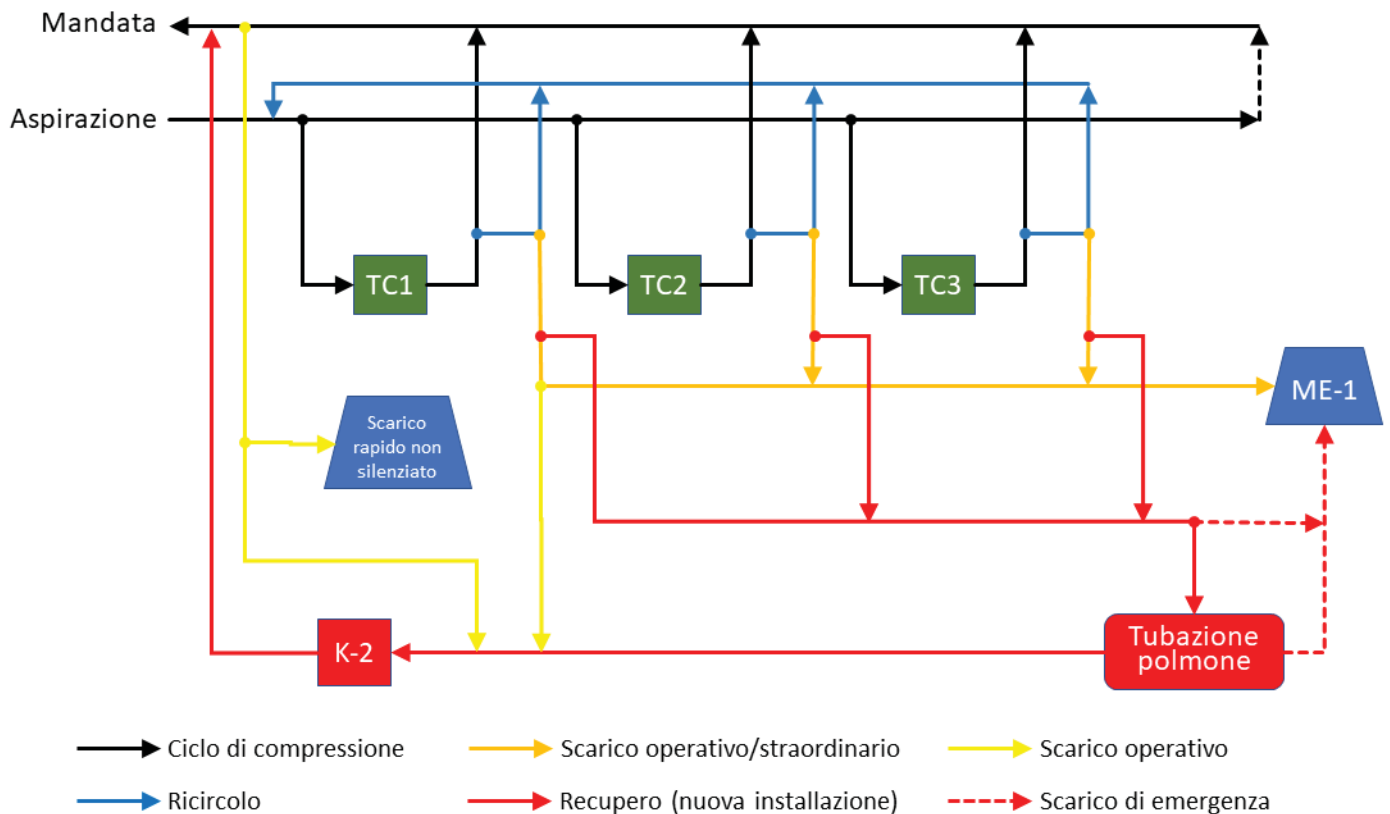 Mandata
Aspirazione
TC1
TC2
TC3
ME-1
Scarico
rapido non
silenziato
K-2
Tubazione
polmone
Ciclo di compressione
Scarico operativo/straordinario
Scarico operativo
Ricircolo
Recupero (nuova installazione)
Scarico di emergenza